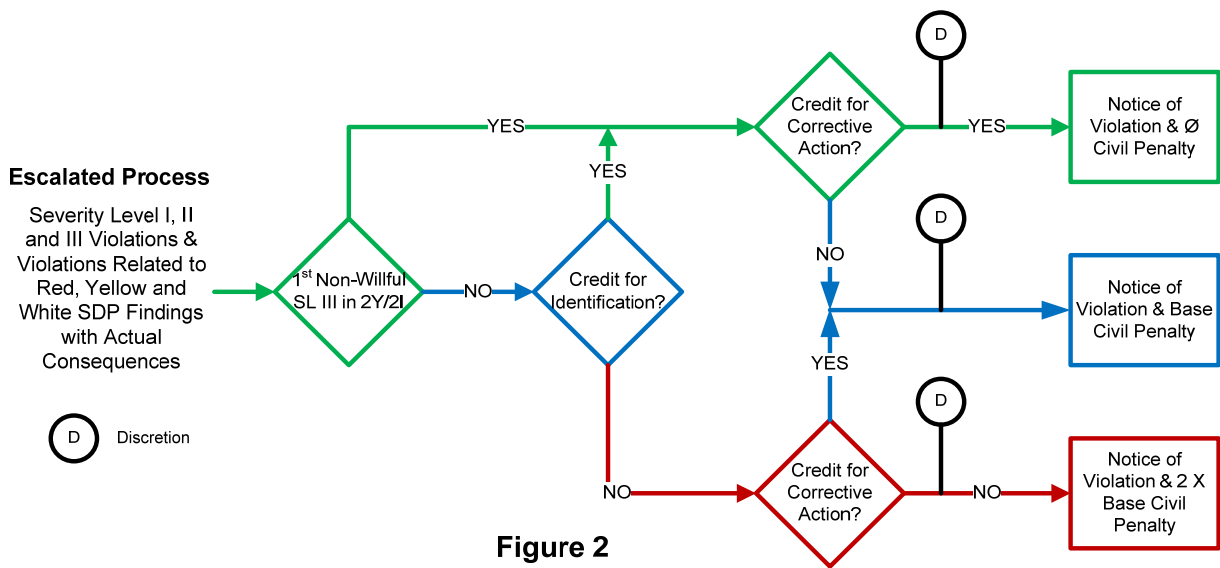 Escalated Process
Severity Level I, II
and III Violations &
Violations Related to
Red, Yellow and
White SDP Findings
with Actual
Consequences
D
Discretion
1st Non-Willful
SL III in 2Y/2I
YES
NO
Credit for
Identification?
YES
NO
Credit for
Corrective
Action?
D
YES
Notice of
Violation & Ø
Civil Penalty
NO
D
Notice of
Violation & Base
Civil Penalty
YES
Credit for
Corrective
Action?
D
NO
Notice of
Violation & 2 X
Base Civil
Penalty
Figure 2